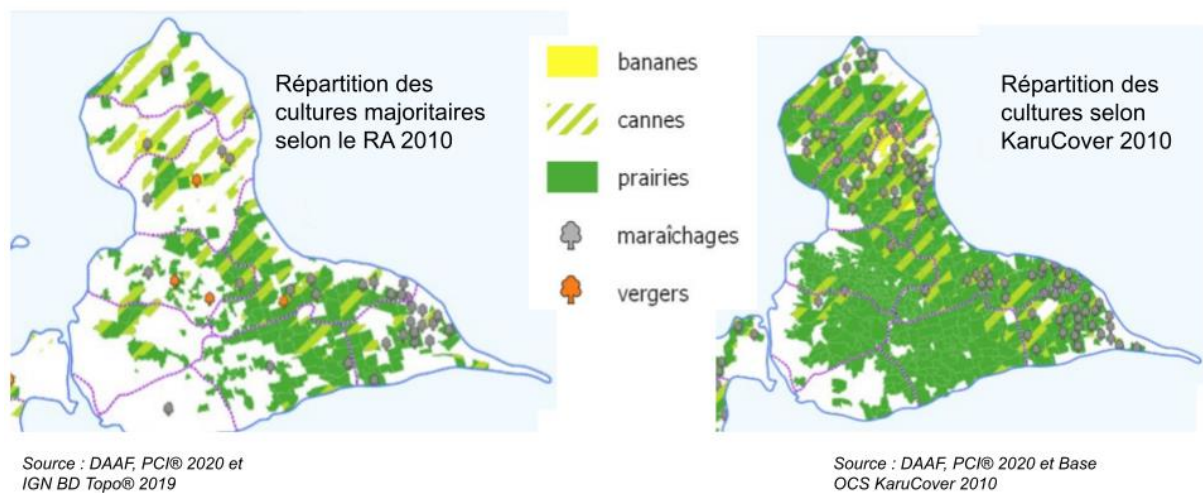 Répartition des
cultures majoritaires
selon le RA 2010
bananes
cannes
prairies
maraîchages
vergers
Répartition des
cultures selon
KaruCover 2010
Source : DAAF, PCI® 2020 et
IGN BD Topo® 2019
Source : DAAF, PCI® 2020 et Base
OCS KaruCover 2010